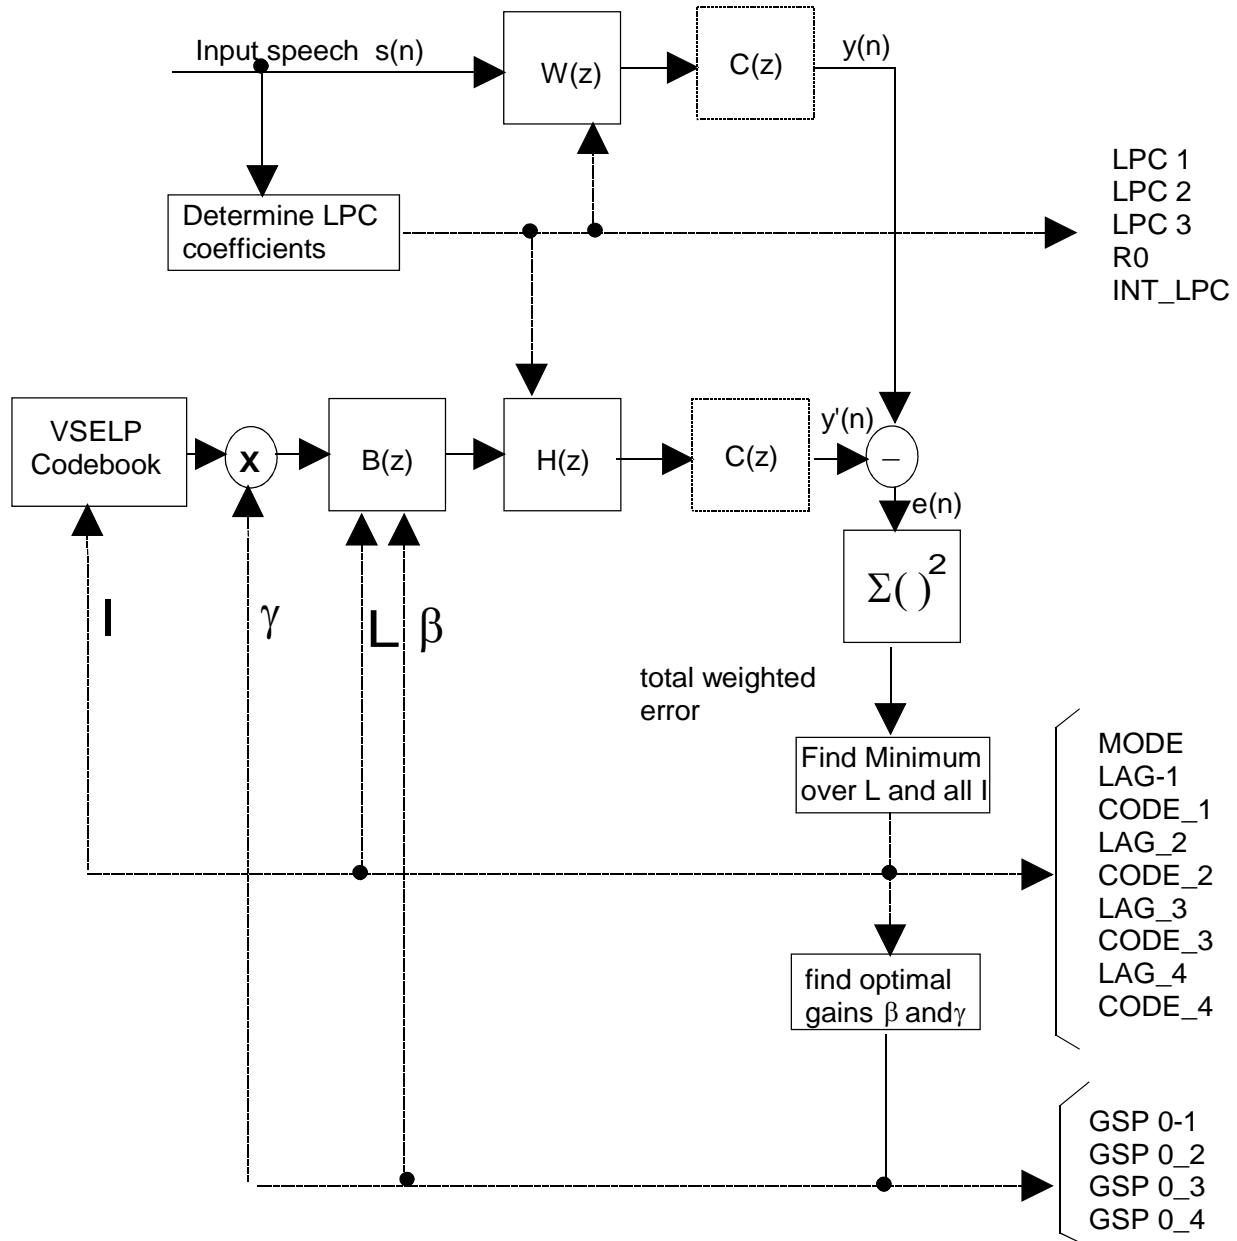 Input speech s(n)
W(z)
C(z)
y(n)
LPC 1
LPC 2
LPC 3
R0
INT_LPC
Determine LPC
coefficients
VSELP
Codebook
x
B(z)
H(z)
C(z)
y'(n)
−
e(n)
Σ( )²
I
γ
L
β
total weighted
error
Find Minimum
over L and all I
MODE
LAG-1
CODE_1
LAG_2
CODE_2
LAG_3
CODE_3
LAG_4
CODE_4
find optimal
gains β andγ
GSP 0-1
GSP 0_2
GSP 0_3
GSP 0_4